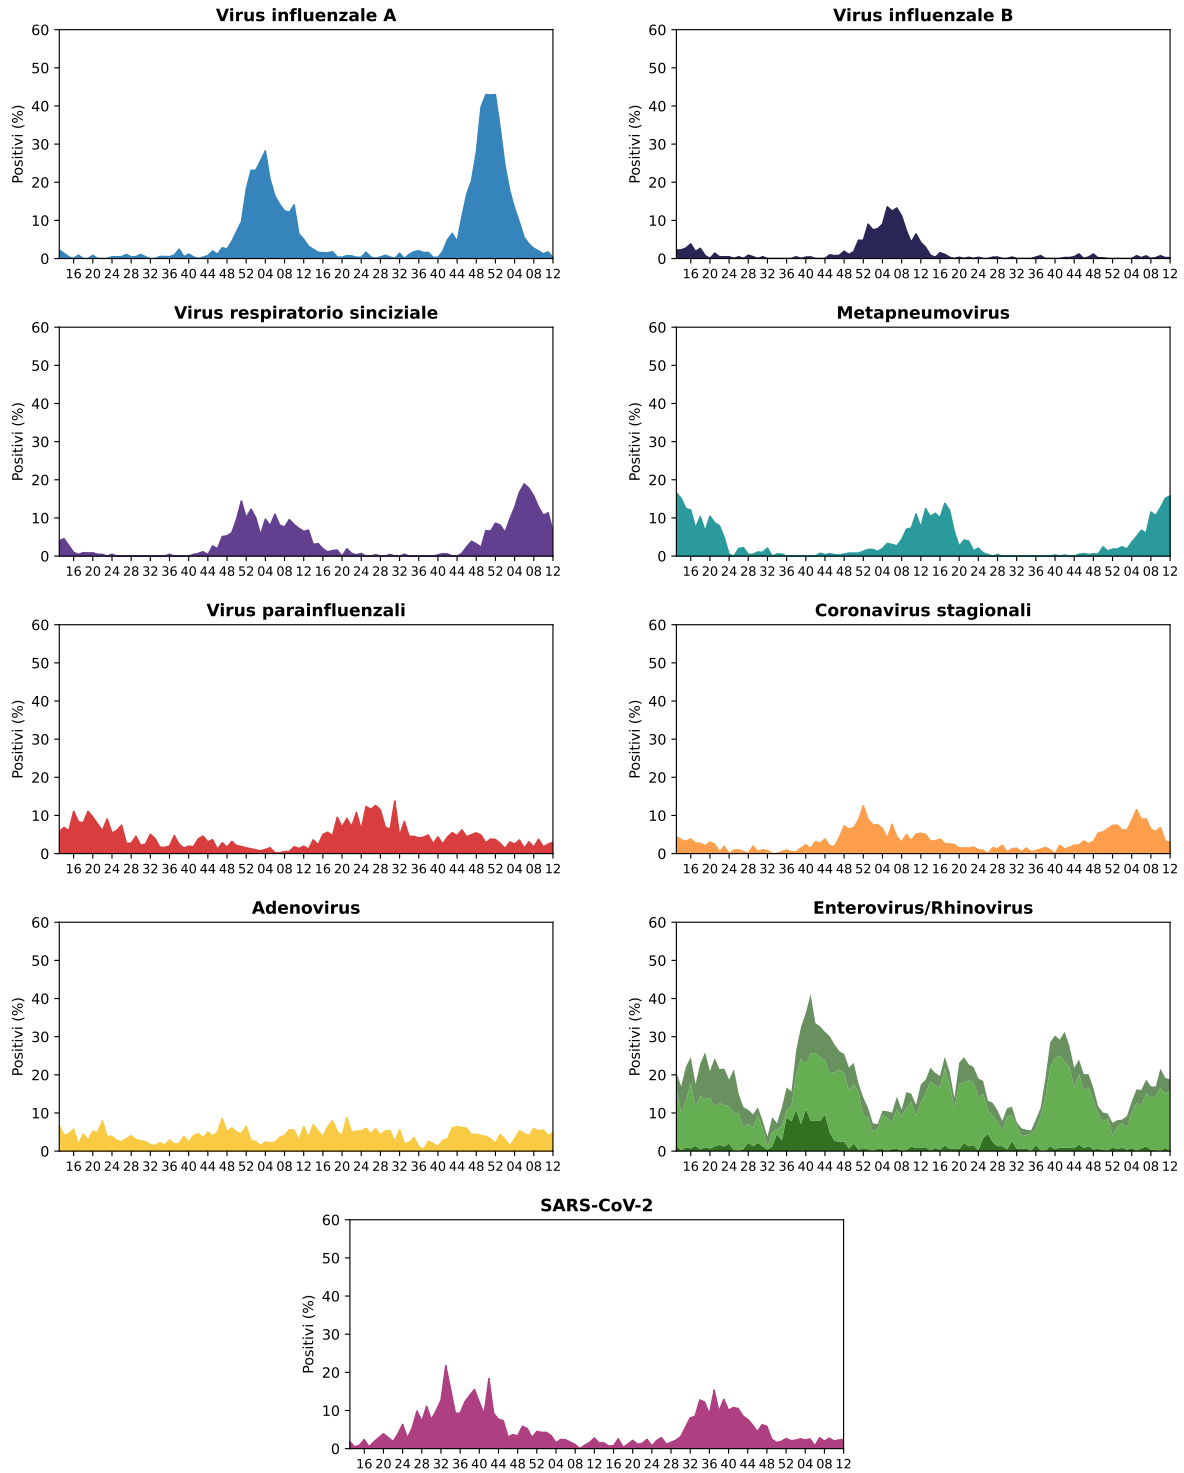 Virus influenzale A
Positivi (%)
60
50
40
30
20
10
0
16 20 24 28 32 36 40 44 48 52 04 08 12 16 20 24 28 32 36 40 44 48 52 04 08 12
Virus influenzale B
Positivi (%)
60
50
40
30
20
10
0
16 20 24 28 32 36 40 44 48 52 04 08 12 16 20 24 28 32 36 40 44 48 52 04 08 12
Virus respiratorio sinciziale
Positivi (%)
60
50
40
30
20
10
0
16 20 24 28 32 36 40 44 48 52 04 08 12 16 20 24 28 32 36 40 44 48 52 04 08 12
Metapneumovirus
Positivi (%)
60
50
40
30
20
10
0
16 20 24 28 32 36 40 44 48 52 04 08 12 16 20 24 28 32 36 40 44 48 52 04 08 12
Virus parainfluenzali
Positivi (%)
60
50
40
30
20
10
0
16 20 24 28 32 36 40 44 48 52 04 08 12 16 20 24 28 32 36 40 44 48 52 04 08 12
Coronavirus stagionali
Positivi (%)
60
50
40
30
20
10
0
16 20 24 28 32 36 40 44 48 52 04 08 12 16 20 24 28 32 36 40 44 48 52 04 08 12
Adenovirus
Positivi (%)
60
50
40
30
20
10
0
16 20 24 28 32 36 40 44 48 52 04 08 12 16 20 24 28 32 36 40 44 48 52 04 08 12
Enterovirus/Rhinovirus
Positivi (%)
60
50
40
30
20
10
0
16 20 24 28 32 36 40 44 48 52 04 08 12 16 20 24 28 32 36 40 44 48 52 04 08 12
SARS-CoV-2
Positivi (%)
60
50
40
30
20
10
0
16 20 24 28 32 36 40 44 48 52 04 08 12 16 20 24 28 32 36 40 44 48 52 04 08 12